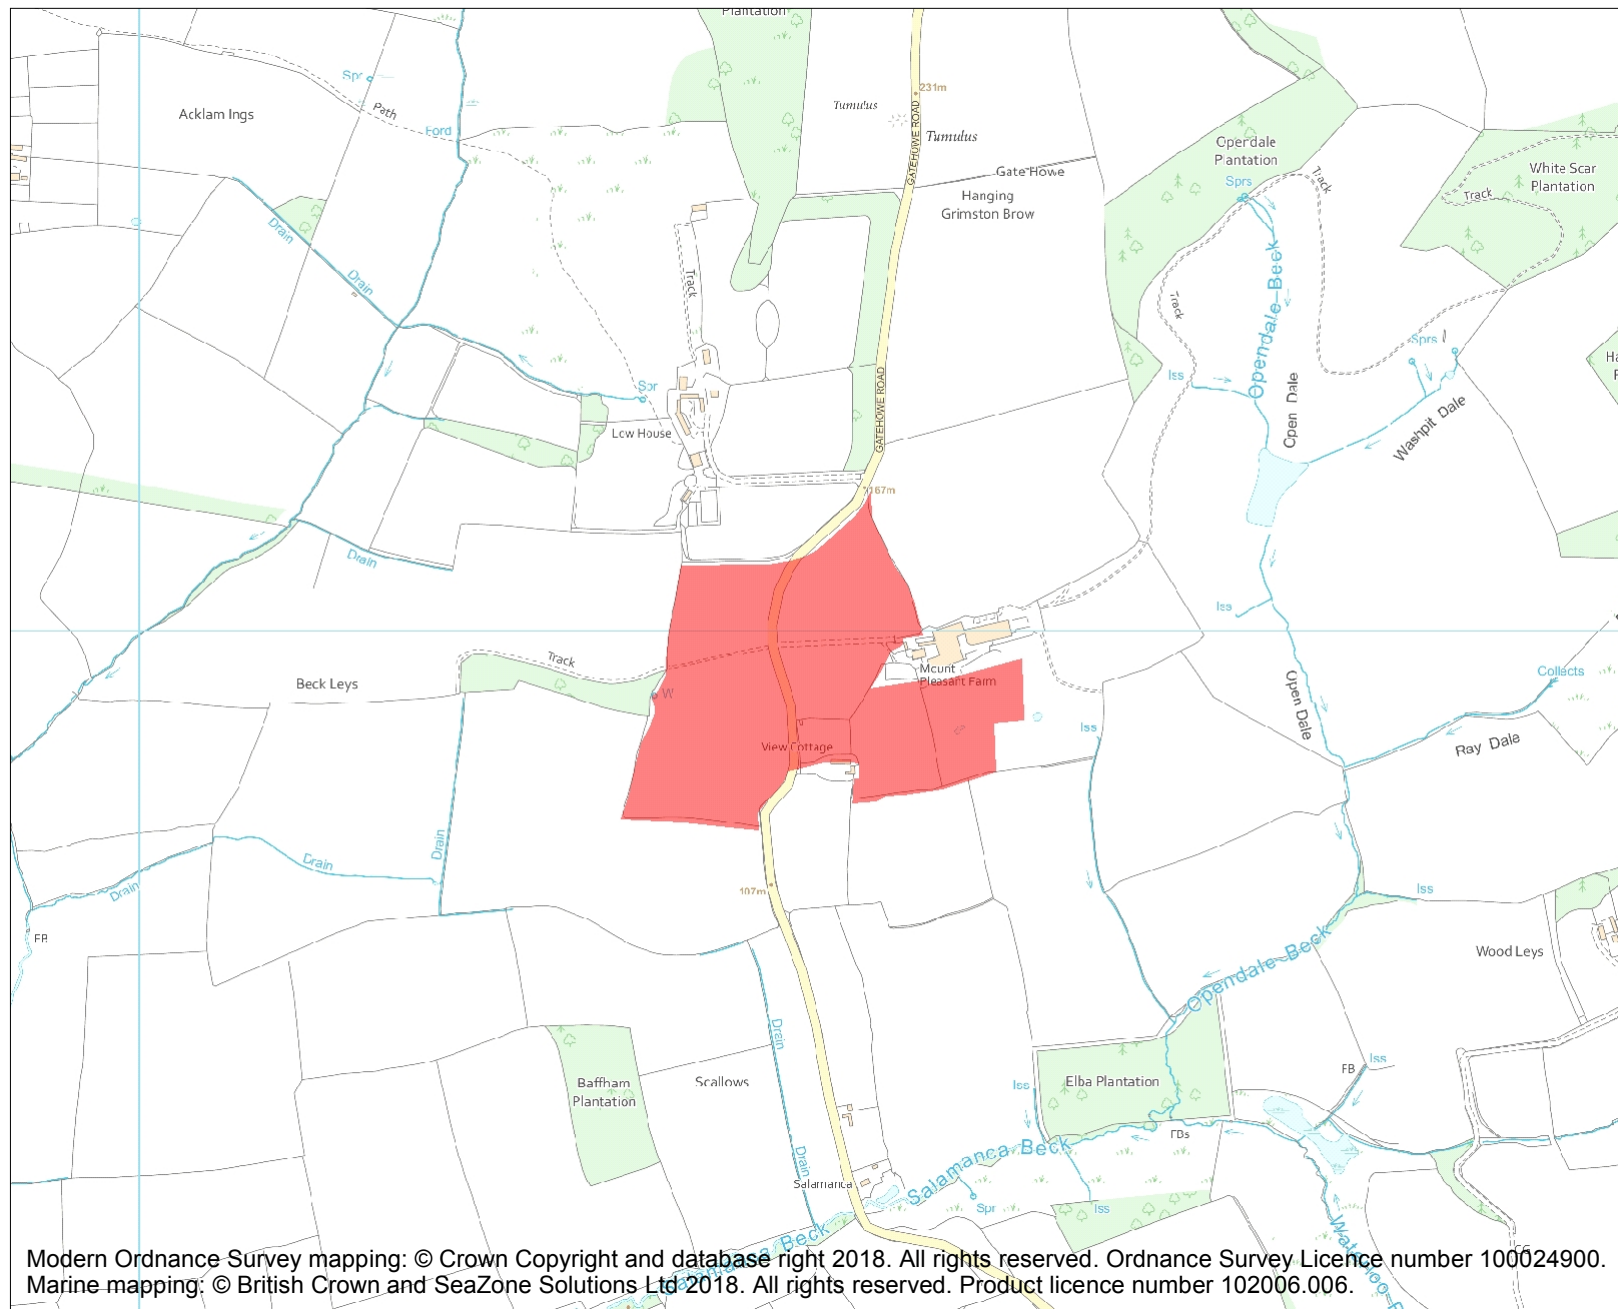 Plantation
231m
Spr
Tumulus
Path
Acklam Ings
Ford
Tumulus
GATEHOWE ROAD
Gate Howe
Hanging
Grimston Brow
Opendale
Plantation
Sprs
Track
White Scar
Plantation
Track
Drain
Drain
Track
Track
Opendale Beck
Sprs
Iss
Open Dale
Washpit Dale
Spr
Low House
GATEHOWE ROAD
167m
Drain
Iss
Track
Beck Leys
W
Mount
Pleasant Farm
Open Dale
Collects
Iss
Ray Dale
View Cottage
Drain
Drain
Drain
107m
Iss
FB
Opendale Beck
Wood Leys
Drain
Baffham
Plantation
Scallows
Iss
Elba Plantation
FB
Iss
FBs
Drain
Salamanca Beck
Salamanca
Spr
Iss
Salamanca Beck
Modern Ordnance Survey mapping: © Crown Copyright and database right 2018. All rights reserved. Ordnance Survey Licence number 100024900.
Marine mapping: © British Crown and SeaZone Solutions Ltd 2018. All rights reserved. Product licence number 102006.006.